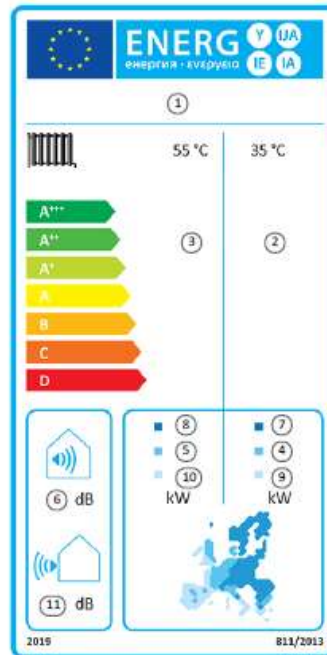 ENERG Y IJA
енергия · ενεργεια IE IA
1
55 °C 35 °C
A+++
A++
A+
A
B
C
D
3 2
8 7
5 4
10 9
kW kW
6 dB
11 dB
2019 811/2013